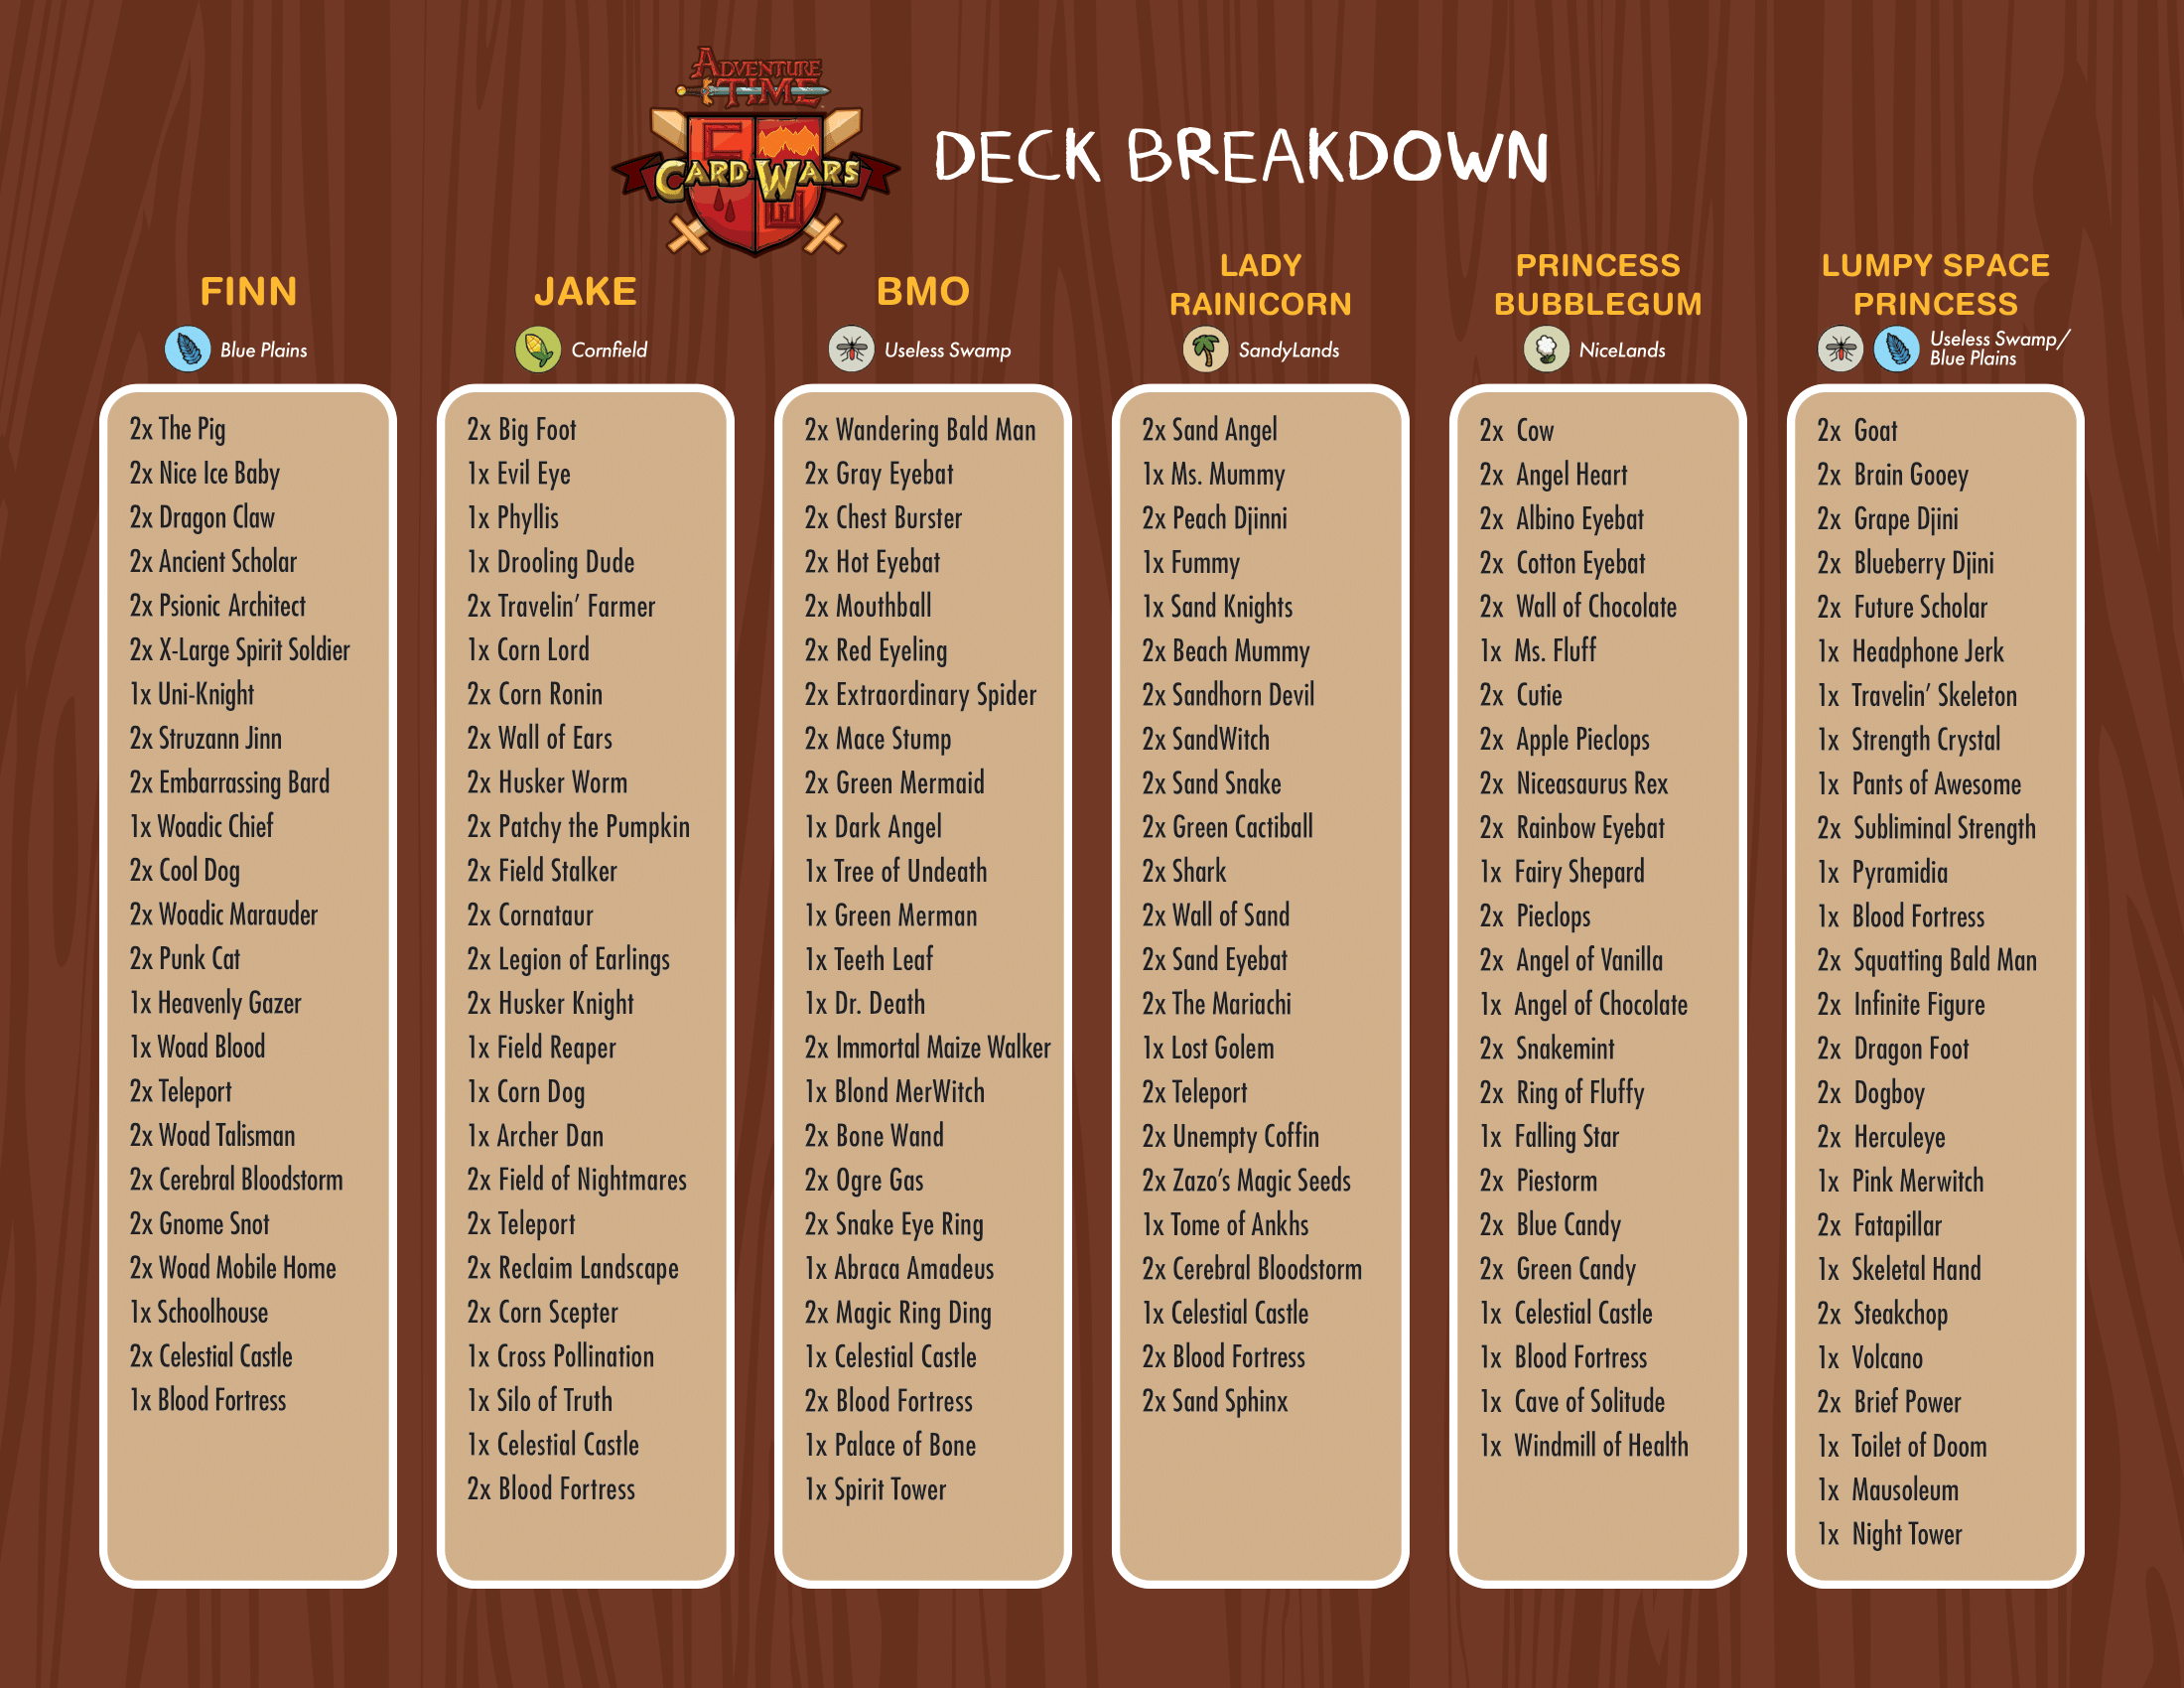 ADVENTURE
TIME
CARD WARS
DECK BREAKDOWN
FINN
Blue Plains
2x The Pig
2x Nice Ice Baby
2x Dragon Claw
2x Ancient Scholar
2x Psionic Architect
2x X-Large Spirit Soldier
1x Uni-Knight
2x Struzann Jinn
2x Embarrassing Bard
1x Woadic Chief
2x Cool Dog
2x Woadic Marauder
2x Punk Cat
1x Heavenly Gazer
1x Woad Blood
2x Teleport
2x Woad Talisman
2x Cerebral Bloodstorm
2x Gnome Snot
2x Woad Mobile Home
1x Schoolhouse
2x Celestial Castle
1x Blood Fortress
JAKE
Cornfield
2x Big Foot
1x Evil Eye
1x Phyllis
1x Drooling Dude
2x Travelin' Farmer
1x Corn Lord
2x Corn Ronin
2x Wall of Ears
2x Husker Worm
2x Patchy the Pumpkin
2x Field Stalker
2x Cornataur
2x Legion of Earlings
2x Husker Knight
1x Field Reaper
1x Corn Dog
1x Archer Dan
2x Field of Nightmares
2x Teleport
2x Reclaim Landscape
2x Corn Scepter
1x Cross Pollination
1x Silo of Truth
1x Celestial Castle
2x Blood Fortress
BMO
Useless Swamp
2x Wandering Bald Man
2x Gray Eyebat
2x Chest Burster
2x Hot Eyebat
2x Mouthball
2x Red Eyeling
2x Extraordinary Spider
2x Mace Stump
2x Green Mermaid
1x Dark Angel
1x Tree of Undeath
1x Green Merman
1x Teeth Leaf
1x Dr. Death
2x Immortal Maize Walker
1x Blond MerWitch
2x Bone Wand
2x Ogre Gas
2x Snake Eye Ring
1x Abraca Amadeus
2x Magic Ring Ding
1x Celestial Castle
2x Blood Fortress
1x Palace of Bone
1x Spirit Tower
LADY
RAINICORN
SandyLands
2x Sand Angel
1x Ms. Mummy
2x Peach Djinni
1x Fummy
1x Sand Knights
2x Beach Mummy
2x Sandhorn Devil
2x SandWitch
2x Sand Snake
2x Green Cactiball
2x Shark
2x Wall of Sand
2x Sand Eyebat
2x The Mariachi
1x Lost Golem
2x Teleport
2x Unempty Coffin
2x Zazo's Magic Seeds
1x Tome of Ankhs
2x Cerebral Bloodstorm
1x Celestial Castle
2x Blood Fortress
2x Sand Sphinx
PRINCESS
BUBBLEGUM
NiceLands
2x Cow
2x Angel Heart
2x Albino Eyebat
2x Cotton Eyebat
2x Wall of Chocolate
1x Ms. Fluff
2x Cutie
2x Apple Pieclops
2x Niceasaurus Rex
2x Rainbow Eyebat
1x Fairy Shepard
2x Pieclops
2x Angel of Vanilla
1x Angel of Chocolate
2x Snakemint
2x Ring of Fluffy
1x Falling Star
2x Piestorm
2x Blue Candy
2x Green Candy
1x Celestial Castle
1x Blood Fortress
1x Cave of Solitude
1x Windmill of Health
LUMPY SPACE
PRINCESS
Useless Swamp/
Blue Plains
2x Goat
2x Brain Gooey
2x Grape Djini
2x Blueberry Djini
2x Future Scholar
1x Headphone Jerk
1x Travelin' Skeleton
1x Strength Crystal
1x Pants of Awesome
2x Subliminal Strength
1x Pyramidia
1x Blood Fortress
2x Squatting Bald Man
2x Infinite Figure
2x Dragon Foot
2x Dogboy
2x Herculeye
1x Pink Merwitch
2x Fatapillar
1x Skeletal Hand
2x Steakchop
1x Volcano
2x Brief Power
1x Toilet of Doom
1x Mausoleum
1x Night Tower